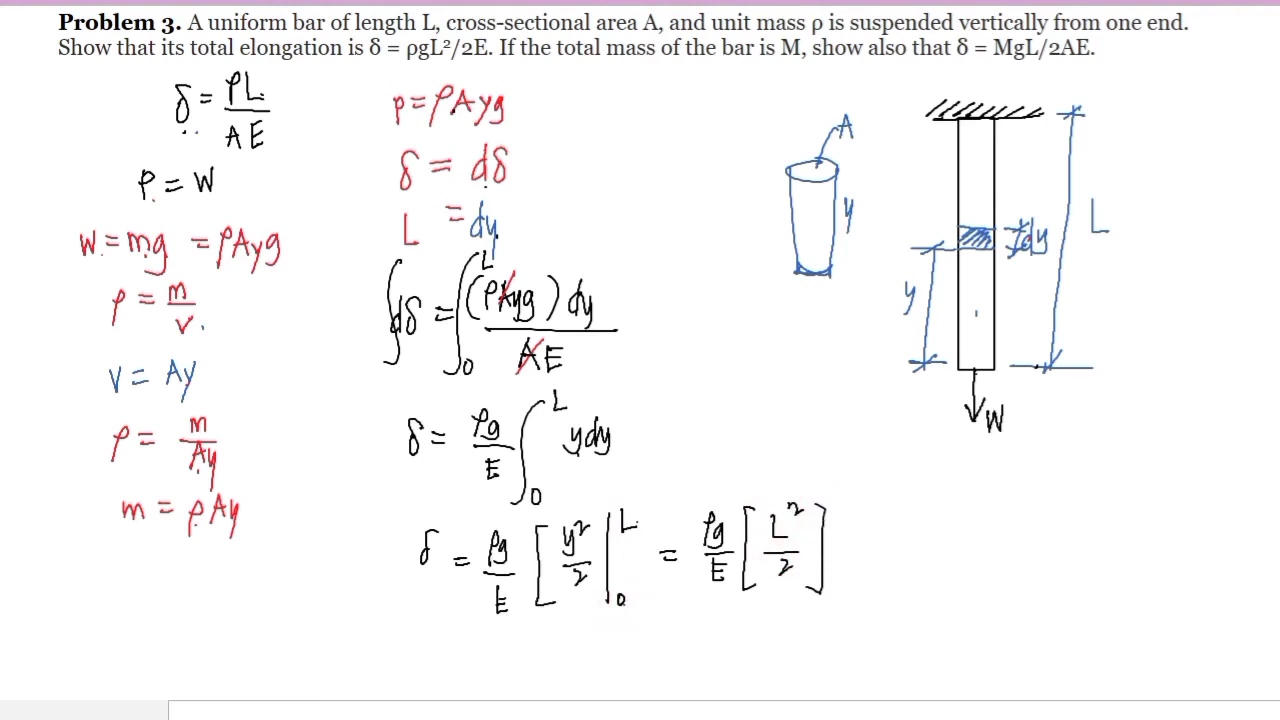 Problem 3. A uniform bar of length L, cross-sectional area A, and unit mass ρ is suspended vertically from one end.
Show that its total elongation is δ = ρgL²/2E. If the total mass of the bar is M, show also that δ = MgL/2AE.
δ = PL/AE
P = W
W = mg = ρAyg
ρ = m/v
V = Ay
ρ = m/Ay
m = ρAy
P = ρAyg
δ = dδ
L = dy
∫dδ = ∫₀ᴸ (ρAyg)dy/AE
δ = ρg/E ∫₀ᴸ ydy
δ = ρg/E [y²/2 |₀ᴸ = ρg/E [L²/2]
A
y
dy
L
y
W